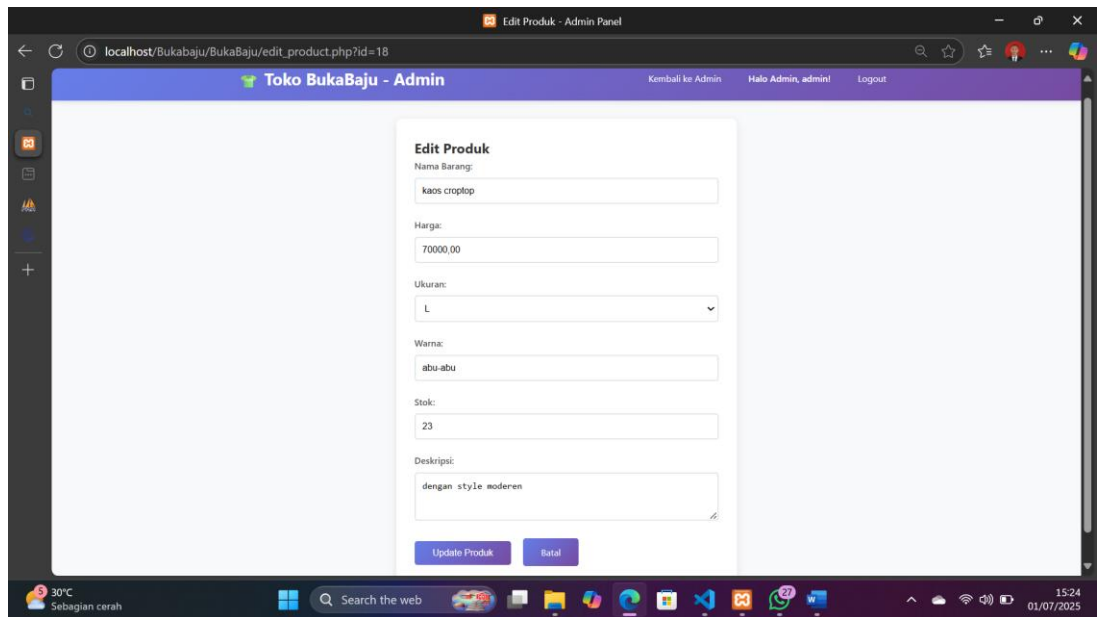 Edit Produk - Admin Panel
localhost/Bukabaju/BukaBaju/edit_product.php?id=18
Toko BukaBaju - Admin
Kembali ke Admin
Halo Admin, admin!
Logout
Edit Produk
Nama Barang:
kaos croptop
Harga:
70000,00
Ukuran:
L
Warna:
abu-abu
Stok:
23
Deskripsi:
dengan style moderen
Update Produk
Batal
5
30°C
Sebagian cerah
Search the web
27
15:24
01/07/2025